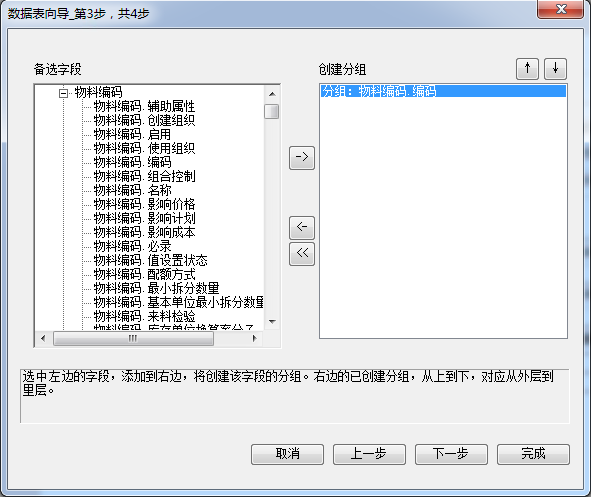 数据表向导_第3步，共4步
备选字段
物料编码
物料编码.辅助属性
物料编码.创建组织
物料编码.启用
物料编码.使用组织
物料编码.编码
物料编码.组合控制
物料编码.名称
物料编码.影响价格
物料编码.影响计划
物料编码.影响成本
物料编码.必录
物料编码.值设置状态
物料编码.配额方式
物料编码.最小拆分数量
物料编码.基本单位最小拆分数量
物料编码.来料检验
物料编码.库存单位换算率分子
->
<-
<<
创建分组
↑ ↓
分组：物料编码.编码
选中左边的字段，添加到右边，将创建该字段的分组。右边的已创建分组，从上到下，对应从外层到
里层。
取消 上一步 下一步 完成